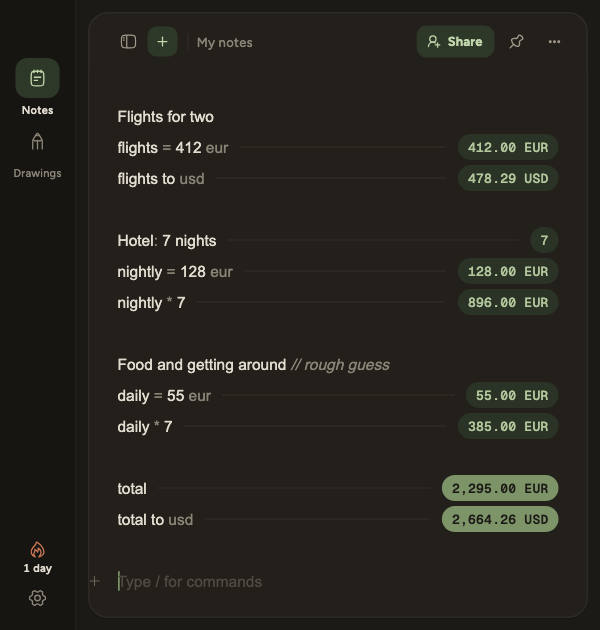 My notes
Share
Notes
Drawings
Flights for two
flights = 412 eur 412.00 EUR
flights to usd 478.29 USD
Hotel: 7 nights 7
nightly = 128 eur 128.00 EUR
nightly * 7 896.00 EUR
Food and getting around // rough guess
daily = 55 eur 55.00 EUR
daily * 7 385.00 EUR
total 2,295.00 EUR
total to usd 2,664.26 USD
Type / for commands
1 day